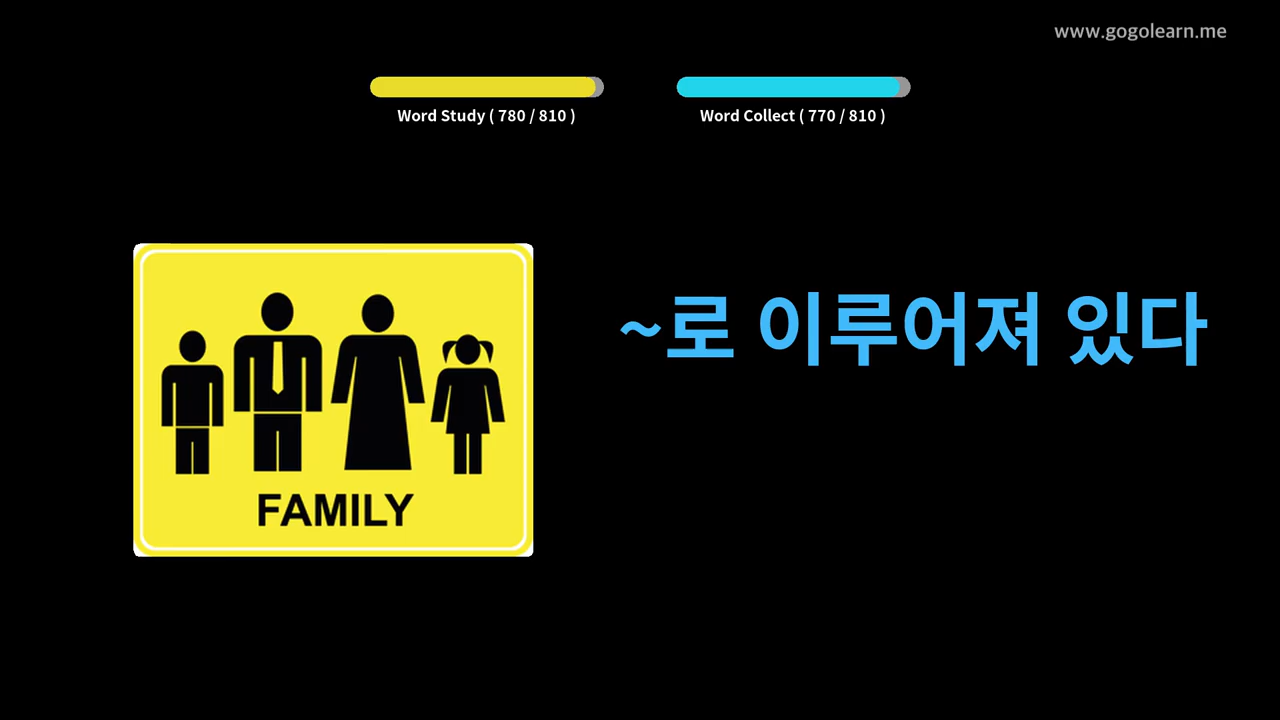 www.gogolearn.me
Word Study ( 780 / 810 )
Word Collect ( 770 / 810 )
~로 이루어져 있다
FAMILY